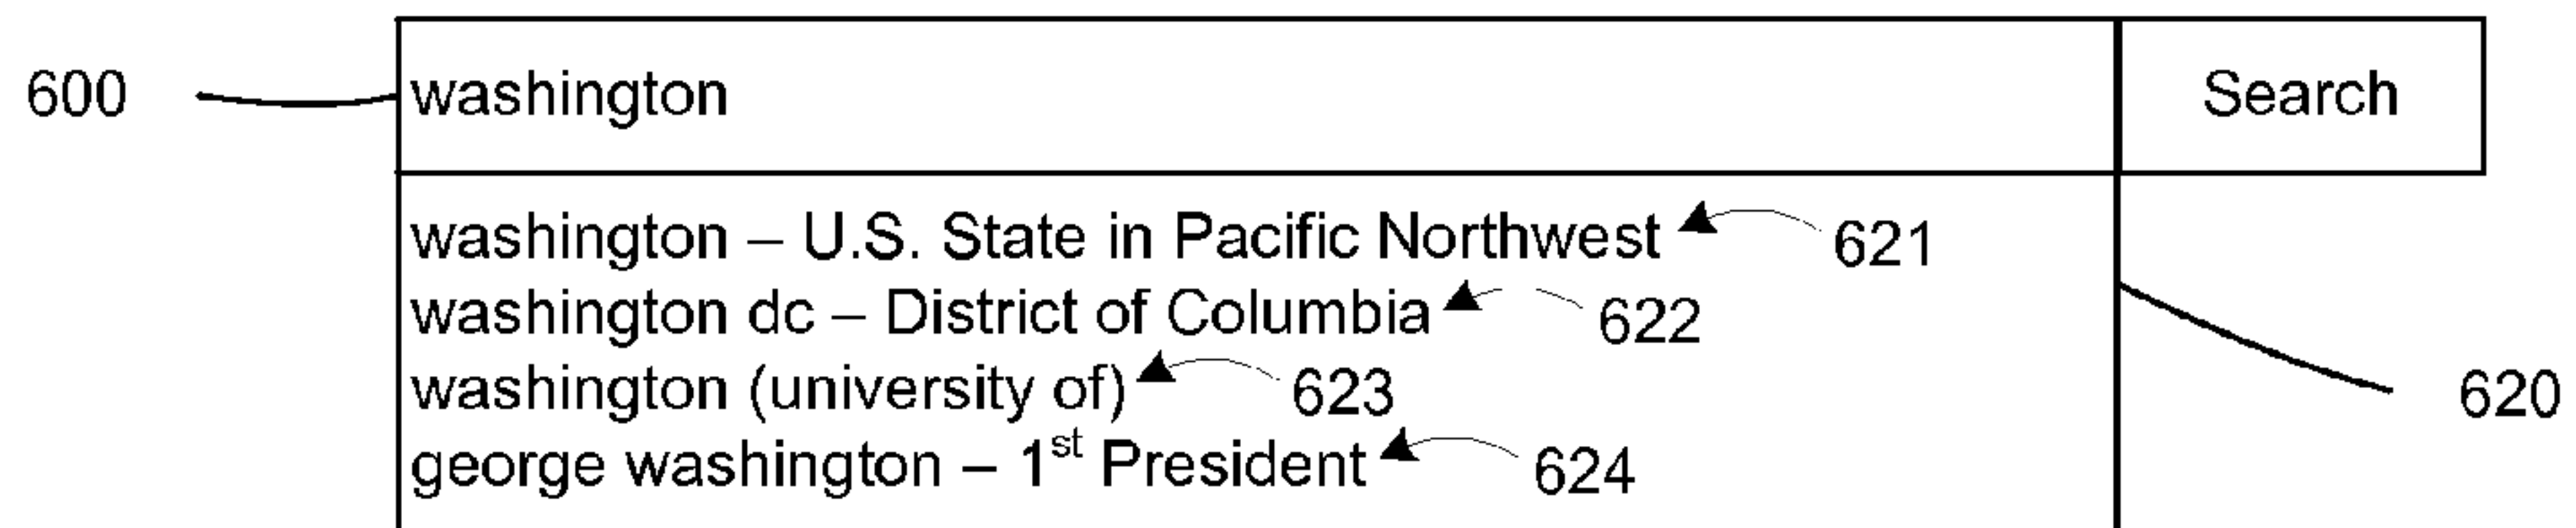 600 washington Search
washington – U.S. State in Pacific Northwest 621
washington dc – District of Columbia 622
washington (university of) 623 620
george washington – 1st President 624